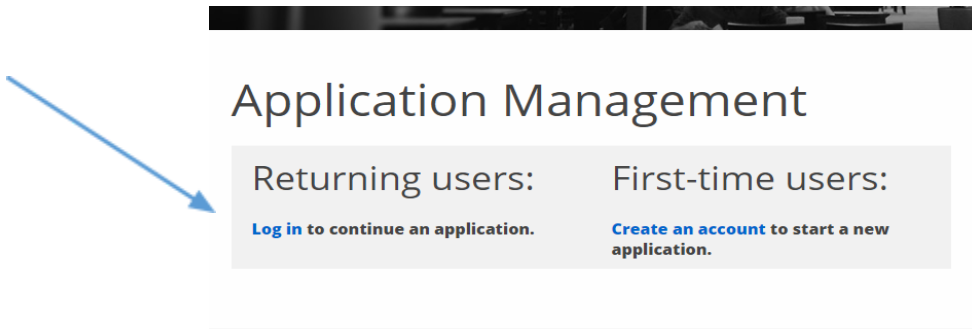 Application Management
Returning users:
Log in to continue an application.
First-time users:
Create an account to start a new
application.